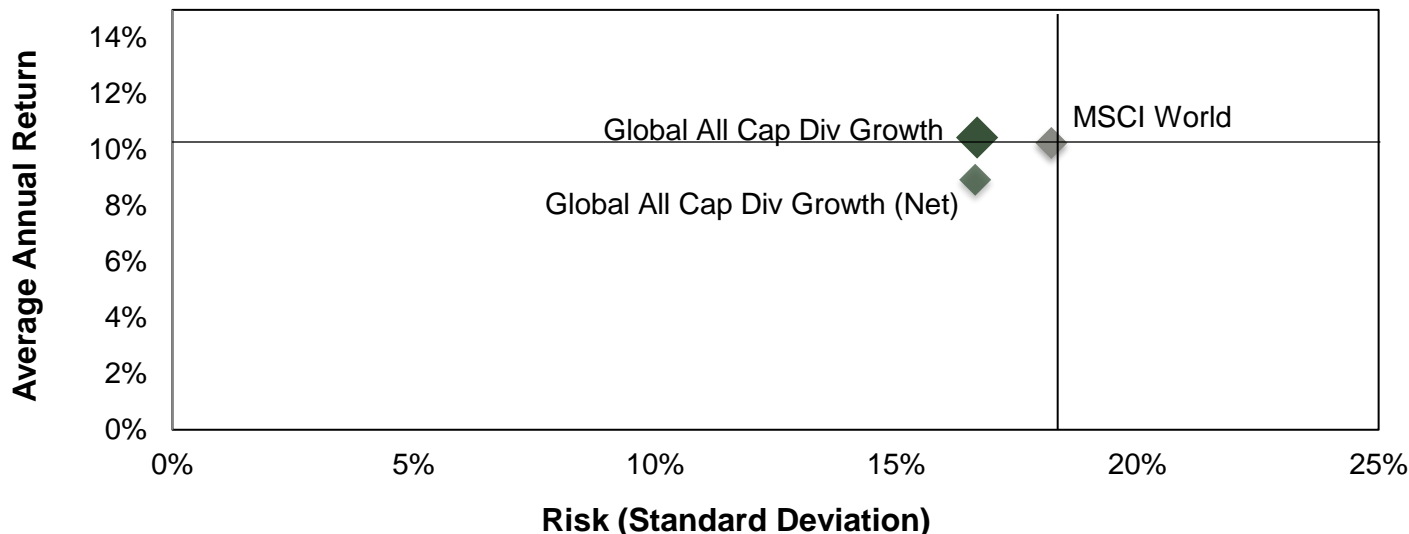 Average Annual Return
14%
12%
10%
8%
6%
4%
2%
0%
MSCI World
Global All Cap Div Growth
Global All Cap Div Growth (Net)
0%
5%
10%
15%
20%
25%
Risk (Standard Deviation)